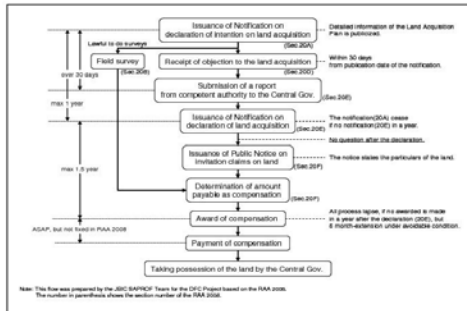 Issuance of Notification on
declaration of intention on land acquisition
Detailed information of the Land Acquisition
Plan is publicized.
Lawful to do surveys
(Sec.20A)
Field survey
(Sec.20B)
Receipt of objection to the land acquisition
(Sec.20D)
Within 30 days
from publication date of the notification.
over 30 days
Submission of a report
from competent authority to the Central Gov.
(Sec.20E)
max 1 year
Issuance of Notification on
declaration of land acquisition
(Sec.20E)
The notification(20A) cease
if no notification(20E) in a year.
No question after the declaration.
Issuance of Public Notice on
invitation claims on land
(Sec.20F)
The notice states the particulars of the land.
max 1.5 year
Determination of amount
payable as compensation
(Sec.20F)
Award of compensation
All process lapse, if no awarded is made
in a year after the declaration (20E), but
6 month-extension under avoidable condition.
ASAP, but not fixed in RAA 2008
Payment of compensation
Taking possession of the land by the Central Gov.
Note: This flow was prepared by the JBIC SAPROF Team for the DFC Project based on the RAA 2008.
The number in parenthesis shows the section number of the RAA 2008.